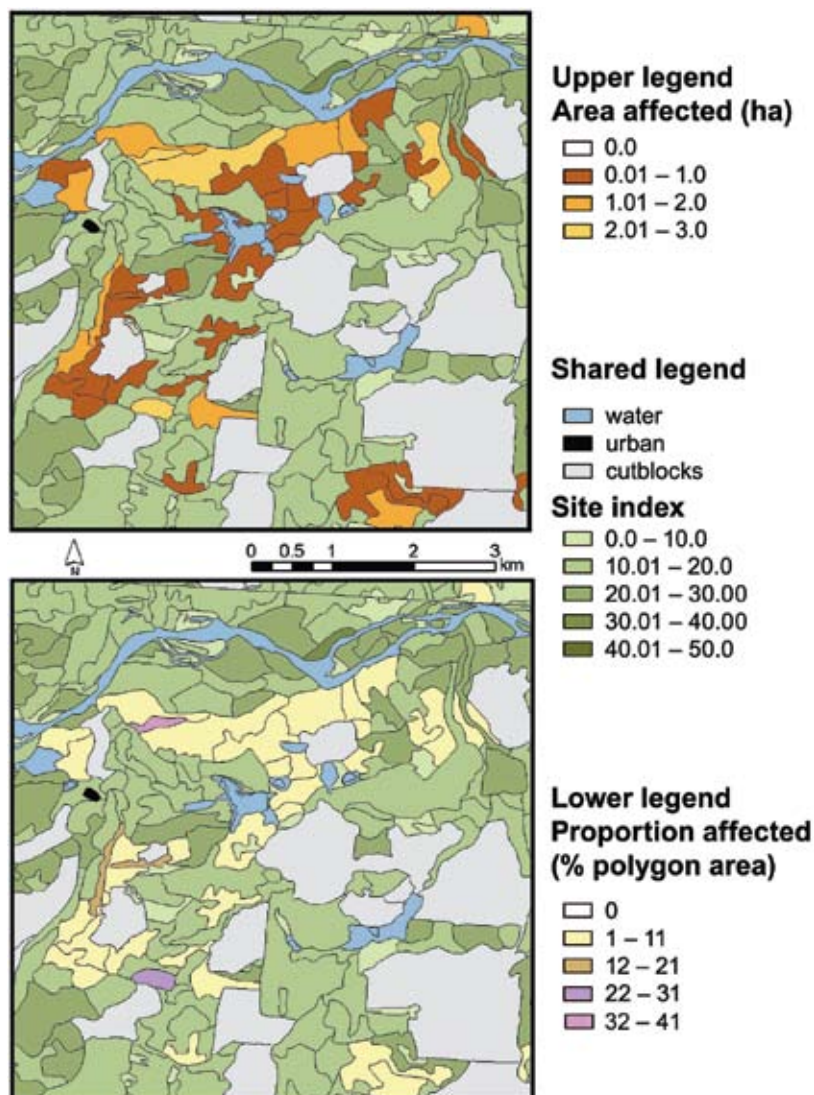 Upper legend
Area affected (ha)
0.0
0.01 – 1.0
1.01 – 2.0
2.01 – 3.0
Shared legend
water
urban
cutblocks
Site index
0.0 – 10.0
10.01 – 20.0
20.01 – 30.00
30.01 – 40.00
40.01 – 50.0
N
0 0.5 1 2 3
km
Lower legend
Proportion affected
(% polygon area)
0
1 – 11
12 – 21
22 – 31
32 – 41